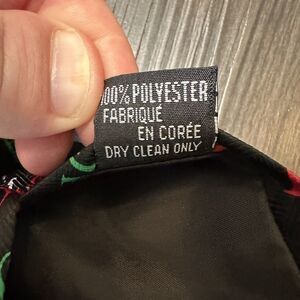 100% POLYESTER
FABRIQUÉ
EN CORÉE
DRY CLEAN ONLY